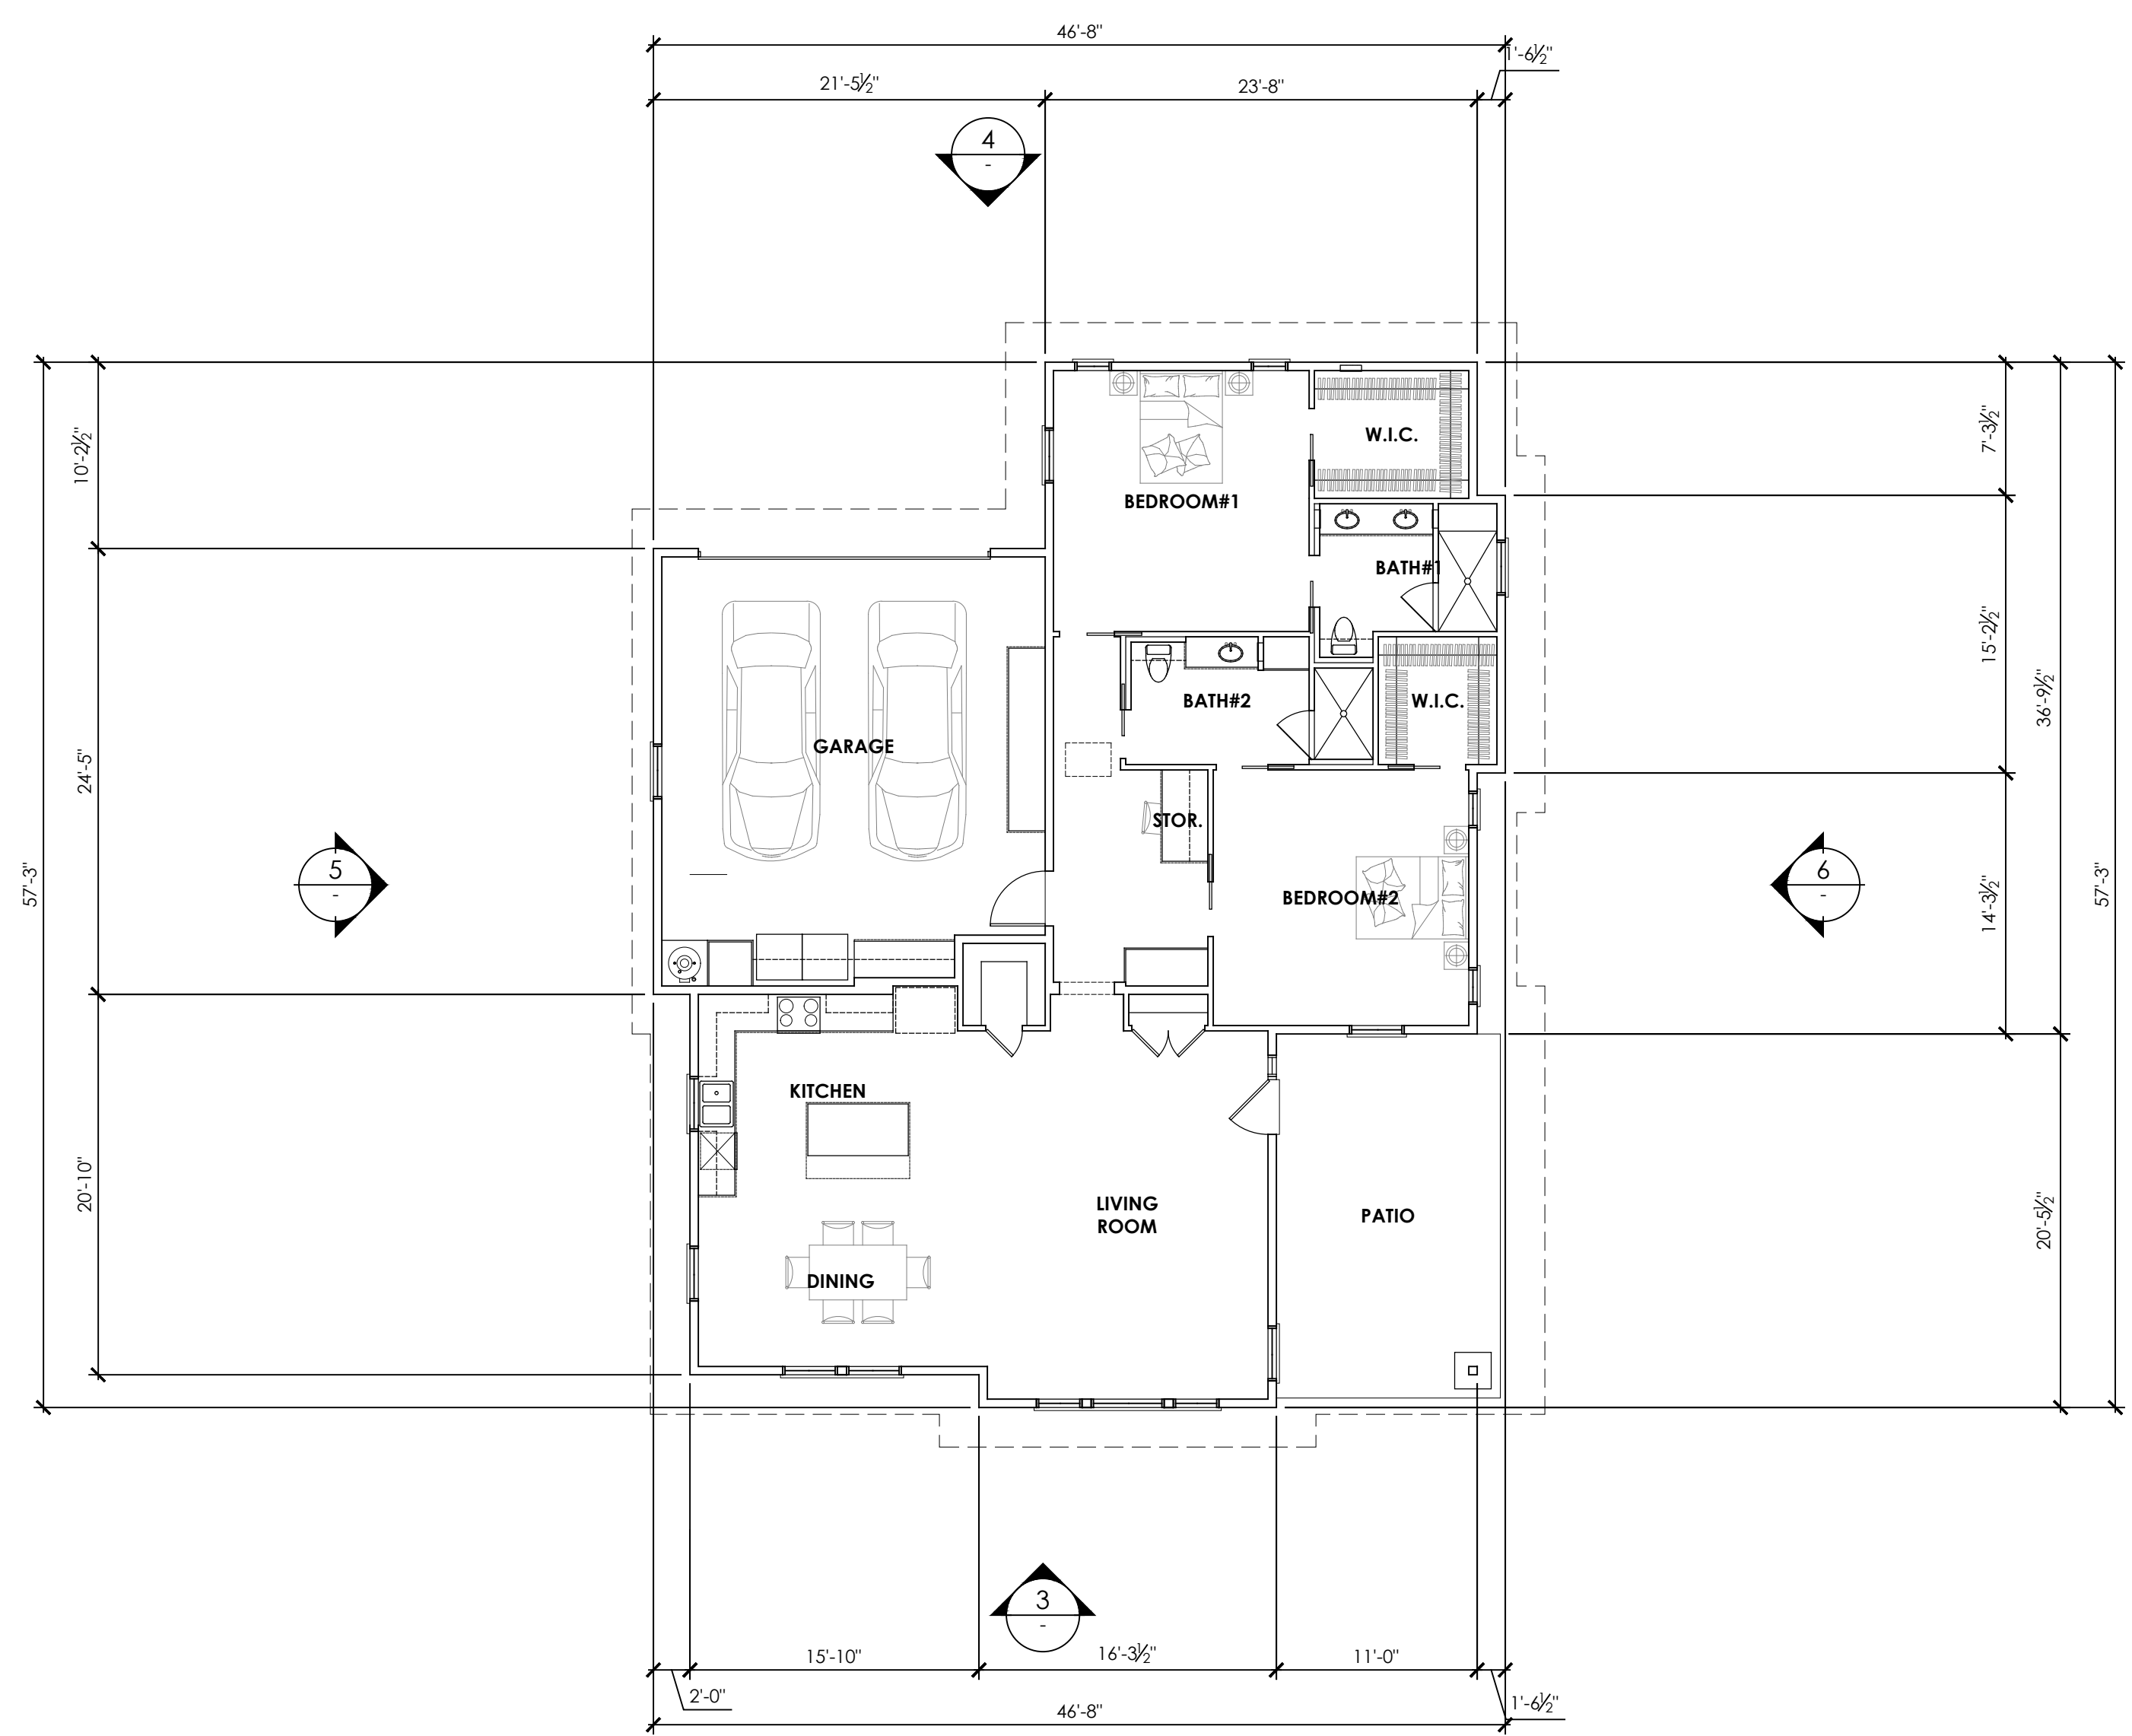 46'-8"
1'-6½"
21'-5½"
23'-8"
4
-
10'-2½"
7'-3½"
W.I.C.
BEDROOM#1
BATH#1
15'-2½"
36'-9½"
BATH#2
W.I.C.
GARAGE
24'-5"
STOR.
57'-3"
5
-
BEDROOM#2
6
-
14'-3½"
57'-3"
KITCHEN
20'-10"
LIVING
ROOM
PATIO
20'-5½"
DINING
3
-
15'-10"
16'-3½"
11'-0"
2'-0"
1'-6½"
46'-8"